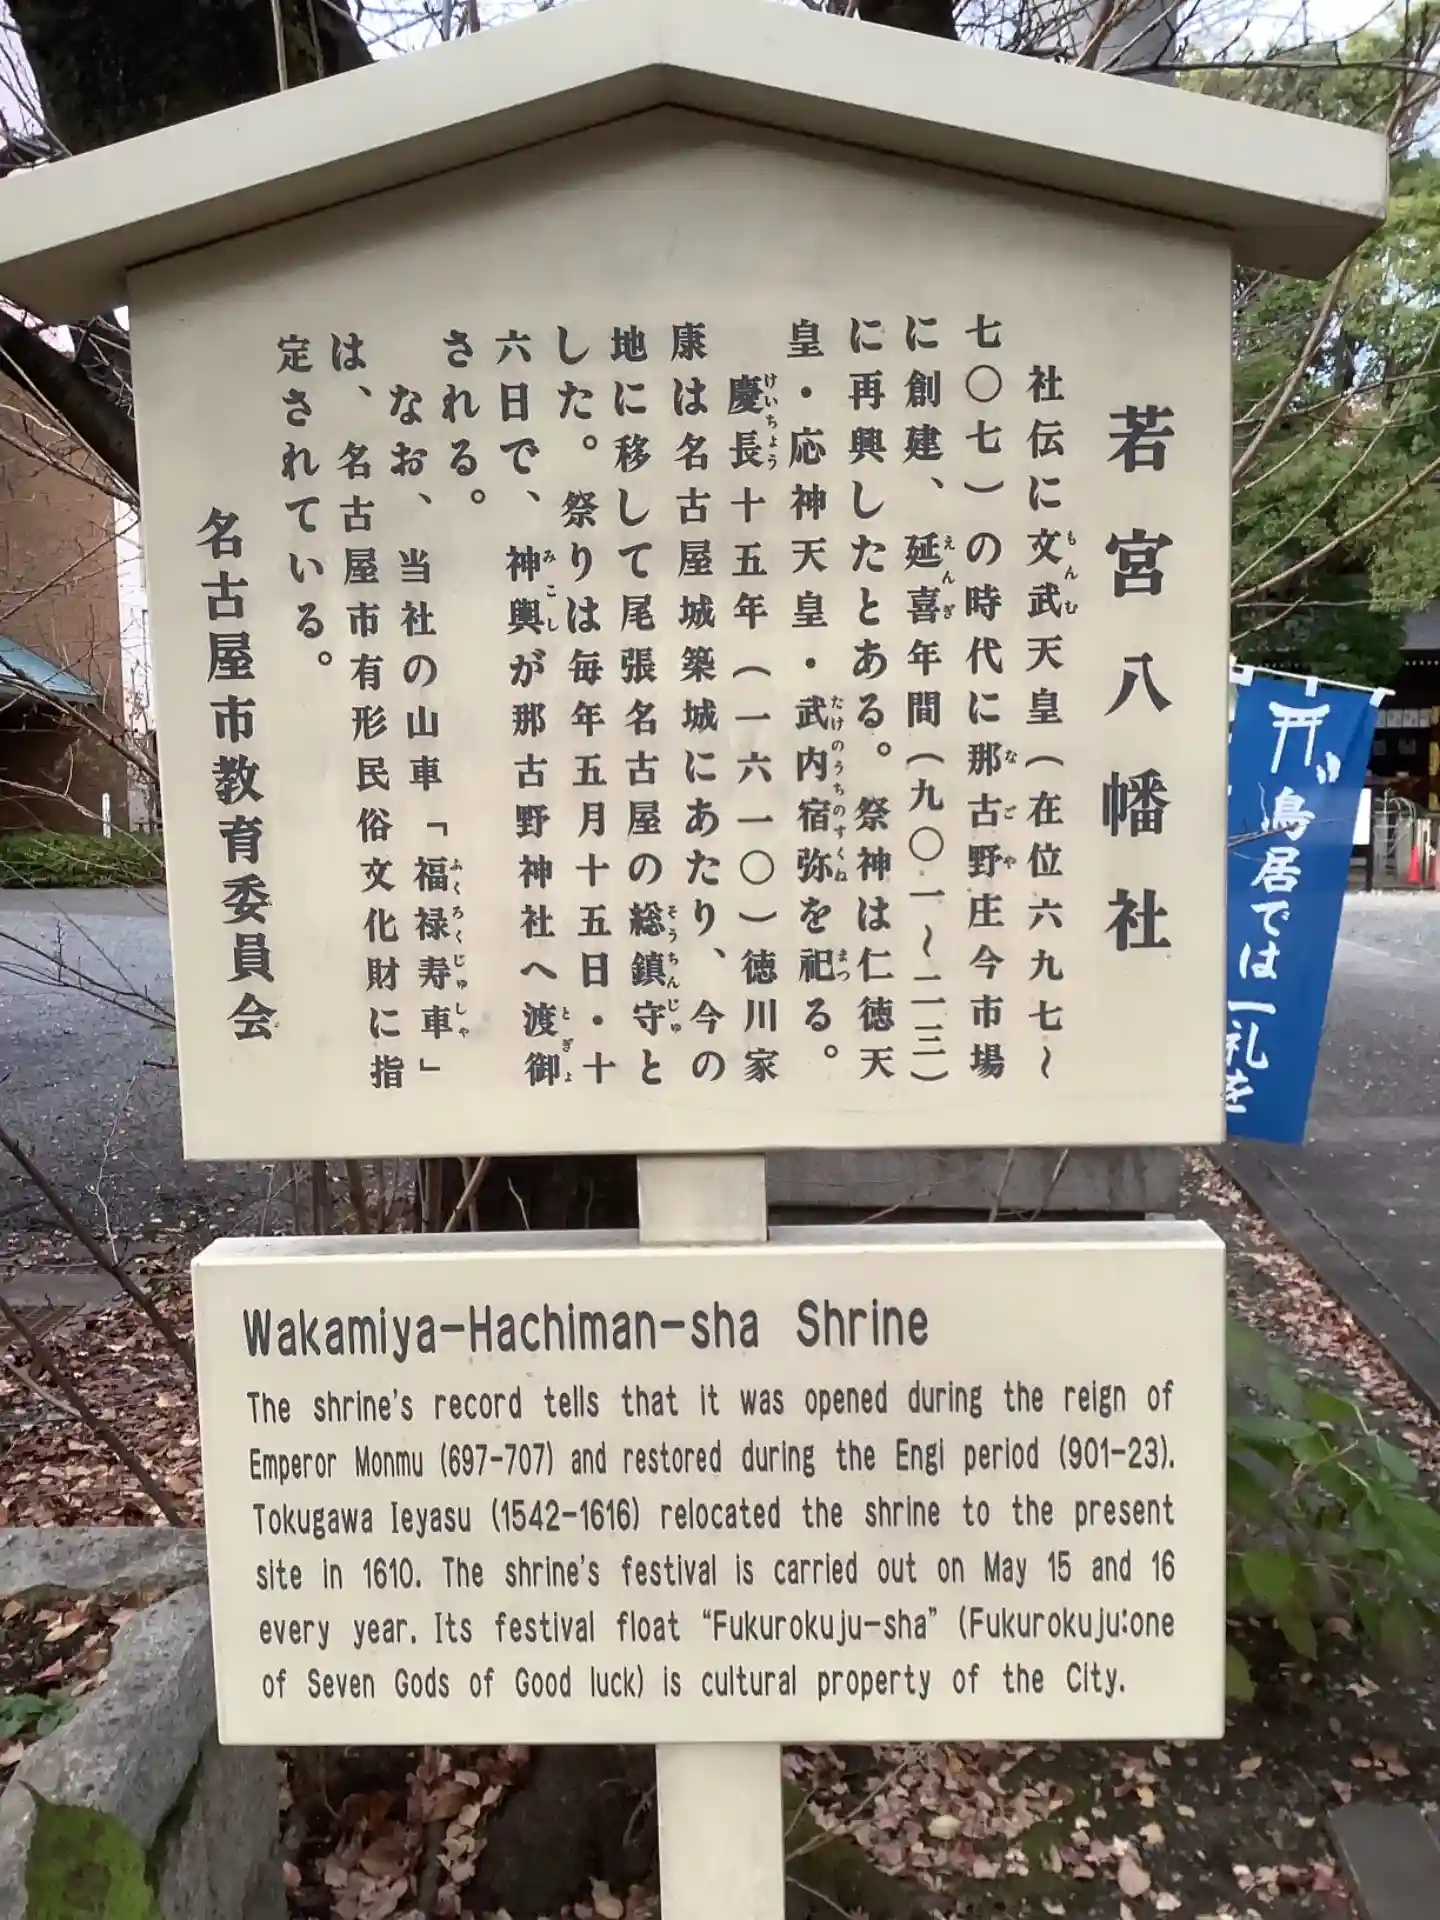 若宮八幡社
社伝に文武天皇（在位六九七〜
七〇七）の時代に那古野庄今市場
に創建、延喜年間（九〇一〜二三）
に再興したとある。祭神は仁徳天
皇・応神天皇・武内宿弥を祀る。
慶長十五年（一六一〇）徳川家
康は名古屋城築城にあたり、今の
地に移して尾張名古屋の総鎮守と
した。祭りは毎年五月十五日・十
六日で、神輿が那古野神社へ渡御
される。
なお、当社の山車「福禄寿車」
は、名古屋市有形民俗文化財に指
定されている。
名古屋市教育委員会
Wakamiya-Hachiman-sha Shrine
The shrine's record tells that it was opened during the reign of
Emperor Monmu (697-707) and restored during the Engi period (901-23).
Tokugawa Ieyasu (1542-1616) relocated the shrine to the present
site in 1610. The shrine's festival is carried out on May 15 and 16
every year. Its festival float “Fukurokuju-sha” (Fukurokuju:one
of Seven Gods of Good luck) is cultural property of the City.
鳥居では一礼を